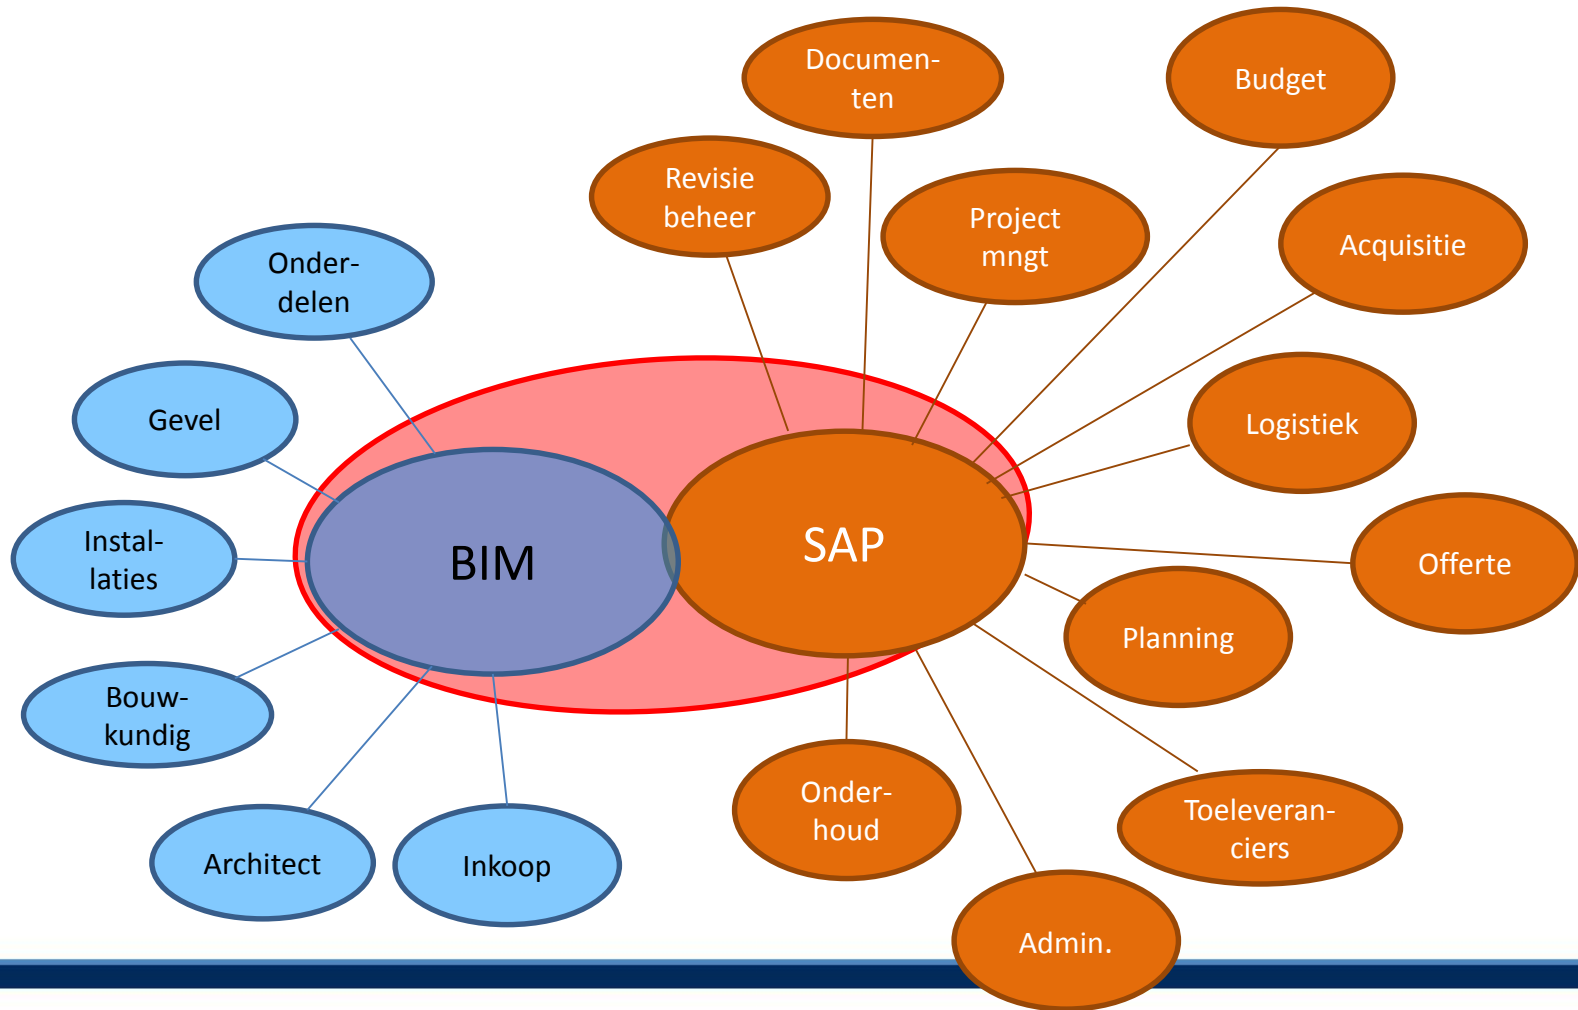 Documen-
ten
Budget
Revisie
beheer
Project
mngt
Acquisitie
Onder-
delen
Gevel
Logistiek
Instal-
laties
BIM
SAP
Offerte
Planning
Bouw-
kundig
Onder-
houd
Toeleveran-
ciers
Architect
Inkoop
Admin.